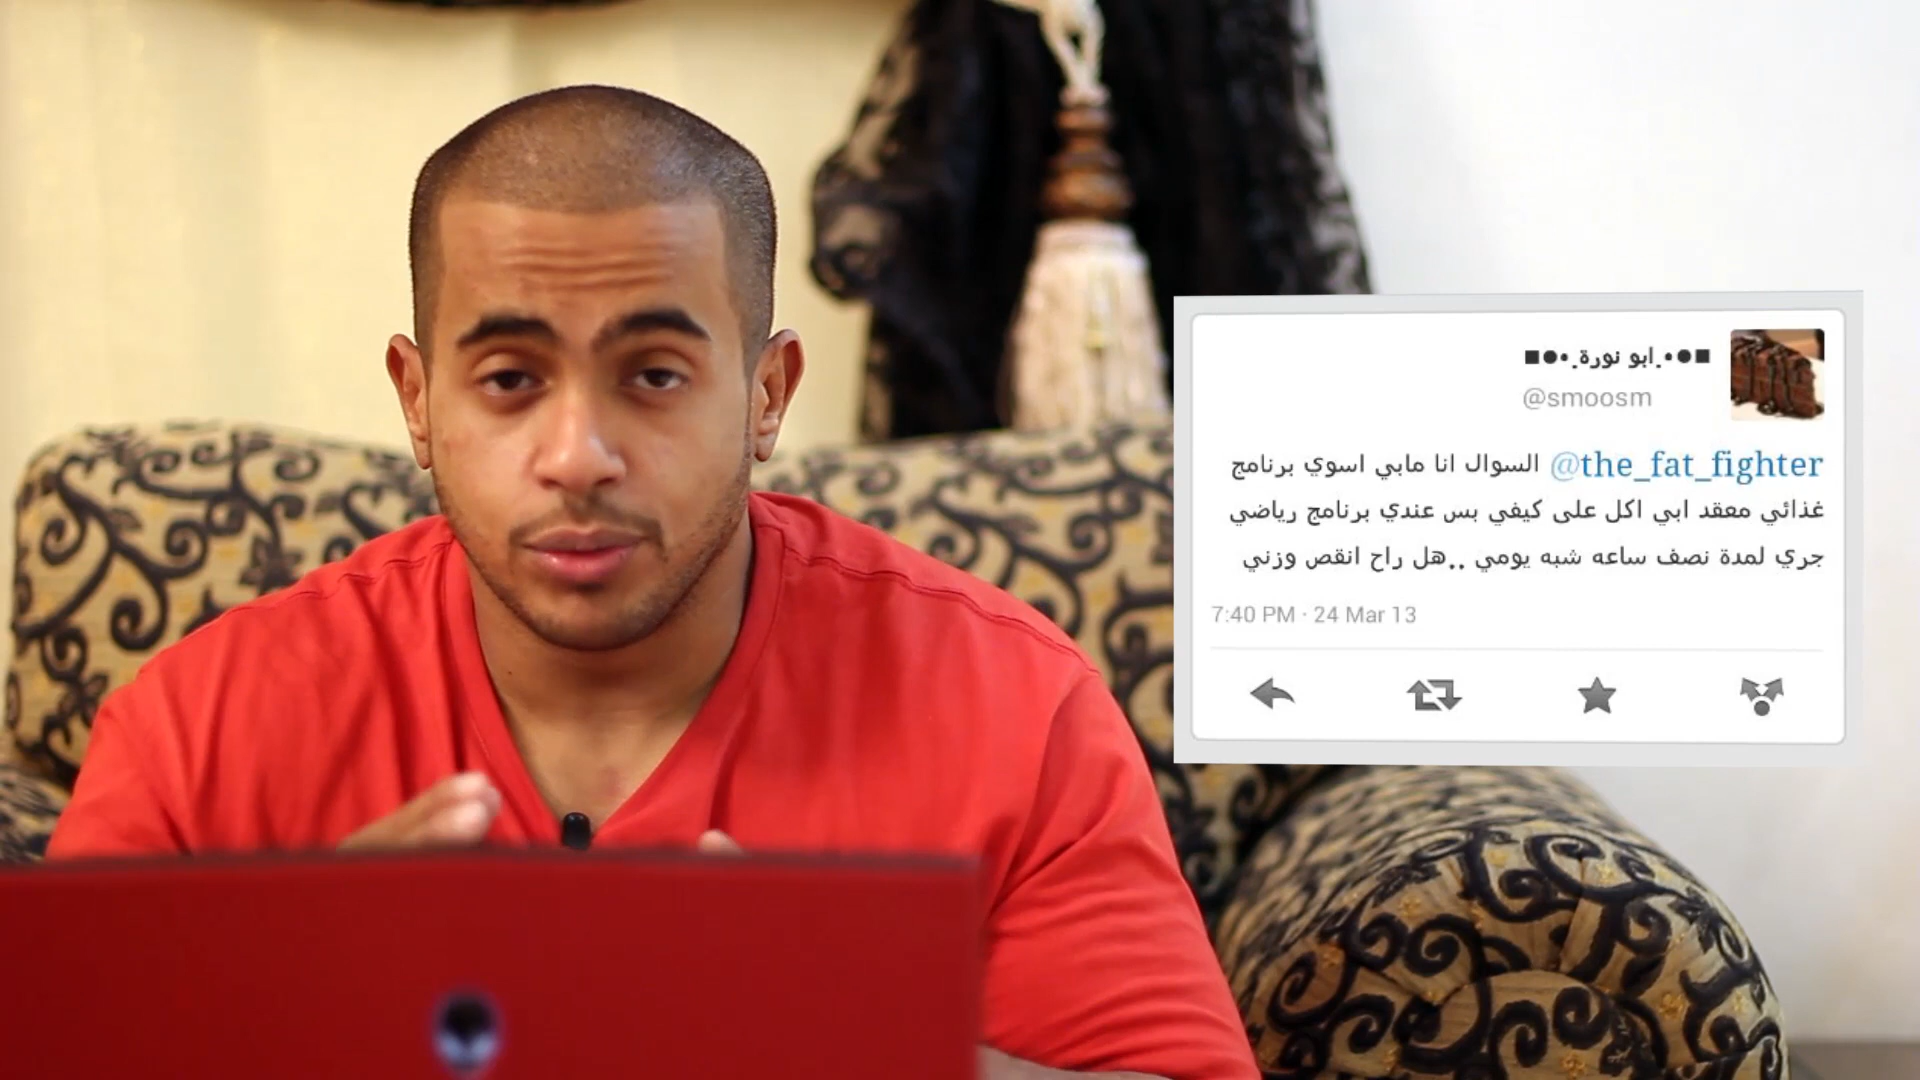 ■●•.ابو نورة.•●■
@smoosm
@the_fat_fighter السوال انا مابي اسوي برنامج
غذائي معقد ابي اكل على كيفي بس عندي برنامج رياضي
جري لمدة نصف ساعه شبه يومي ..هل راح انقص وزني
7:40 PM · 24 Mar 13